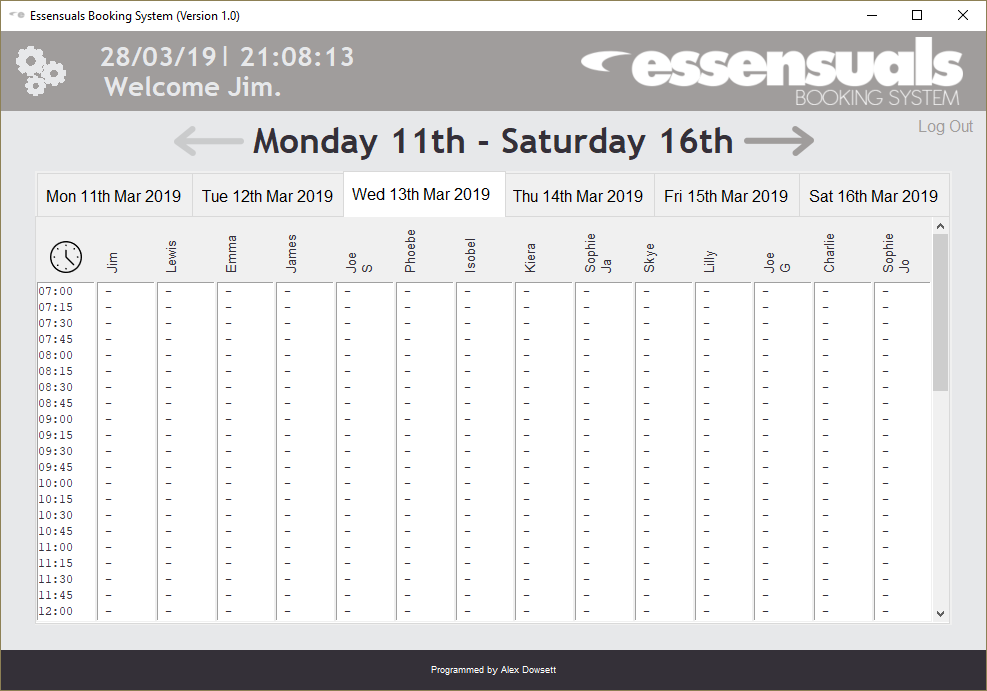 Essensuals Booking System (Version 1.0)
28/03/19| 21:08:13
Welcome Jim.
essensuals
BOOKING SYSTEM
Log Out
Monday 11th - Saturday 16th
Mon 11th Mar 2019 Tue 12th Mar 2019 Wed 13th Mar 2019 Thu 14th Mar 2019 Fri 15th Mar 2019 Sat 16th Mar 2019
Jim Lewis Emma James Joe S Phoebe Isobel Kiera Sophie Ja Skye Lilly Joe G Charlie Sophie Jo
07:00 - - - - - - - - - - - - - -
07:15 - - - - - - - - - - - - - -
07:30 - - - - - - - - - - - - - -
07:45 - - - - - - - - - - - - - -
08:00 - - - - - - - - - - - - - -
08:15 - - - - - - - - - - - - - -
08:30 - - - - - - - - - - - - - -
08:45 - - - - - - - - - - - - - -
09:00 - - - - - - - - - - - - - -
09:15 - - - - - - - - - - - - - -
09:30 - - - - - - - - - - - - - -
09:45 - - - - - - - - - - - - - -
10:00 - - - - - - - - - - - - - -
10:15 - - - - - - - - - - - - - -
10:30 - - - - - - - - - - - - - -
10:45 - - - - - - - - - - - - - -
11:00 - - - - - - - - - - - - - -
11:15 - - - - - - - - - - - - - -
11:30 - - - - - - - - - - - - - -
11:45 - - - - - - - - - - - - - -
12:00 - - - - - - - - - - - - - -
Programmed by Alex Dowsett